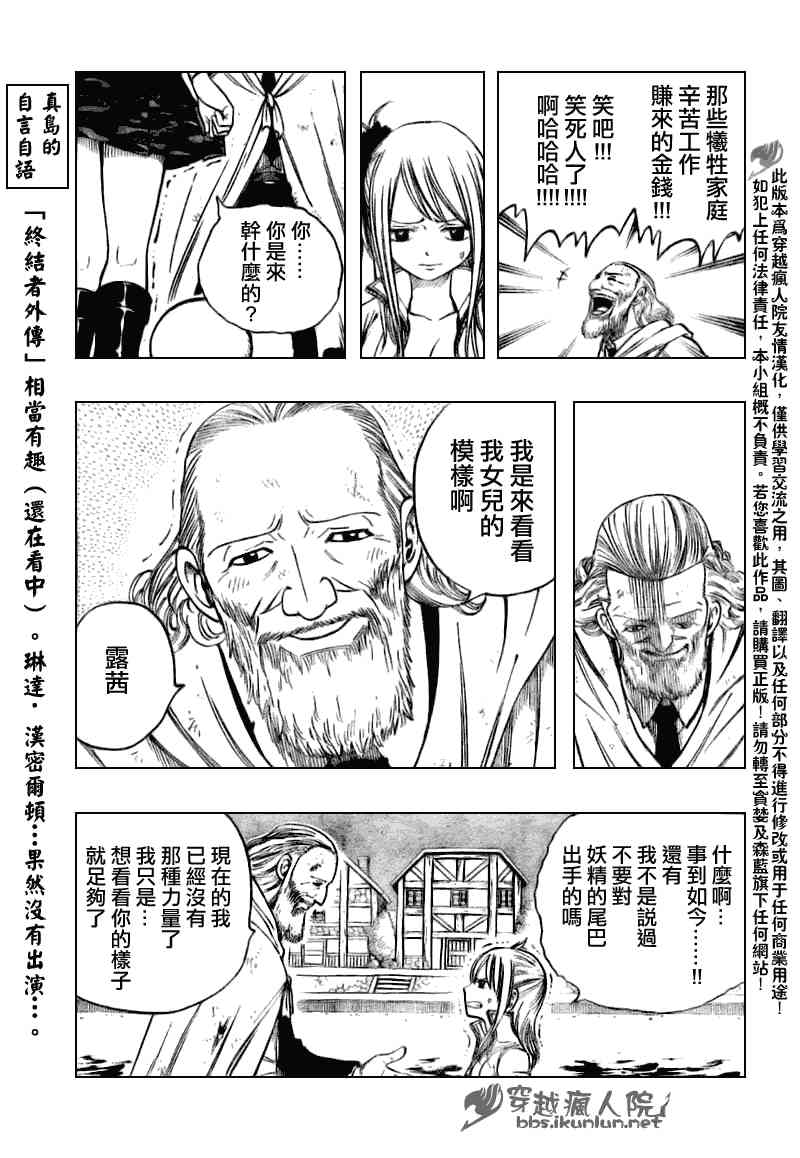 那些犧牲家庭
辛苦工作
賺來的金錢!!!
笑吧!!!
笑死人了
啊哈哈哈!!!!!!!
你……
你是來
幹什麼的？
我是來看看
我女兒的
模樣啊
露茜
什麼啊…
事到如今……!!
還有
我不是説過
不要對
妖精的尾巴
出手的嗎
現在的我
已經沒有
那種力量了
我只是…
想看看你的樣子
就足夠了
真島的
自言自語
「終結者外傳」相當有趣（還在看中）。琳達．漢密爾頓…果然沒有出演…。
此版本爲穿越瘋人院友情漢化，僅供學習交流之用，其圖、翻譯以及任何部分不得進行修改或用于任何商業用途！
如犯上任何法律責任，本小組概不負責。若您喜歡此作品，請購買正版！請勿轉至貪婪及森藍旗下任何網站！
穿越瘋人院
bbs.ikunlun.net